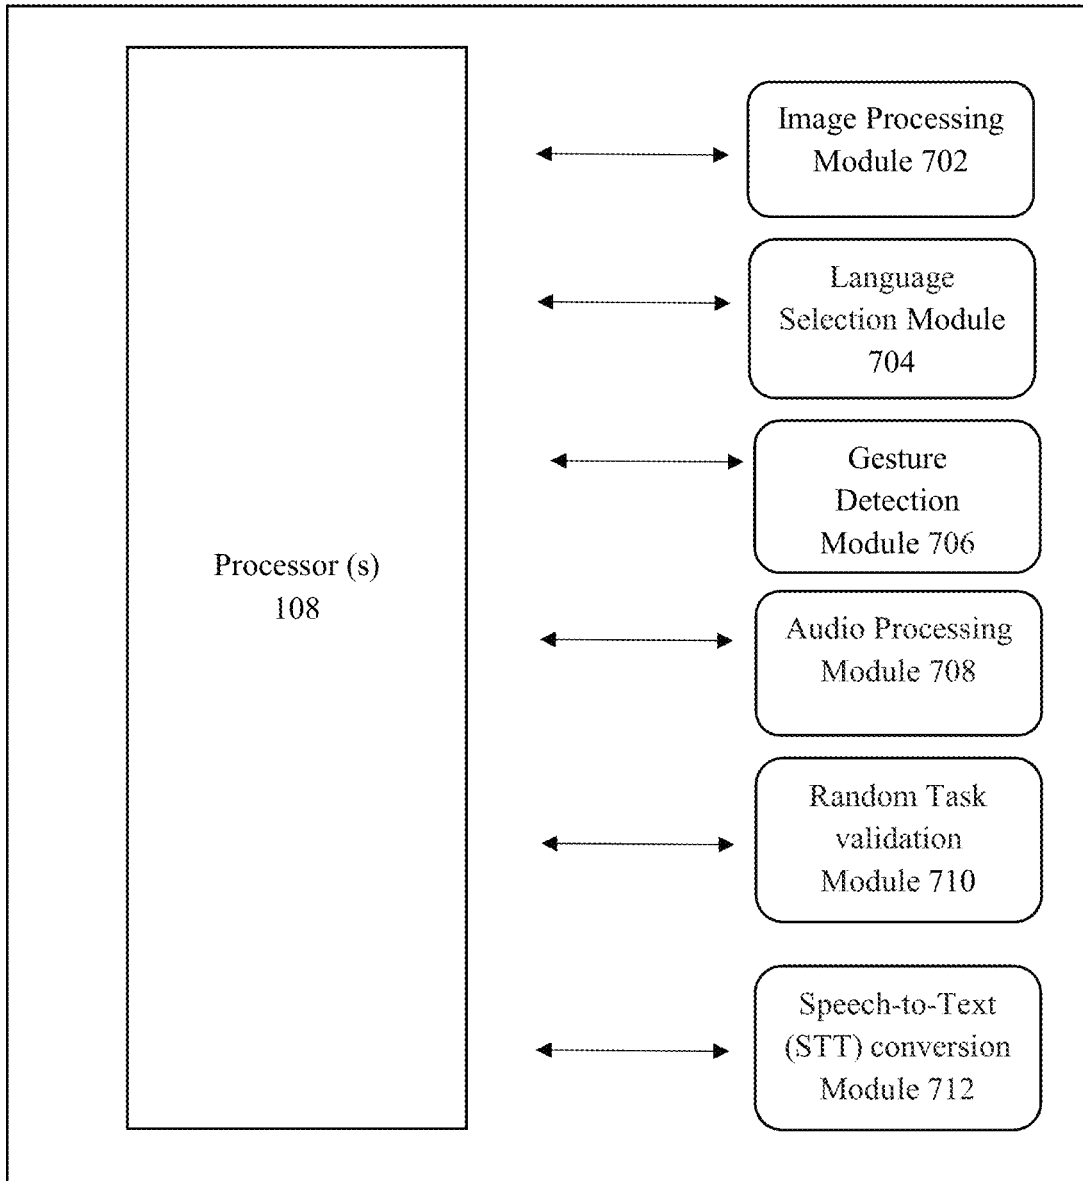 Image Processing
Module 702
Language
Selection Module
704
Gesture
Detection
Module 706
Processor (s)
108
Audio Processing
Module 708
Random Task
validation
Module 710
Speech-to-Text
(STT) conversion
Module 712